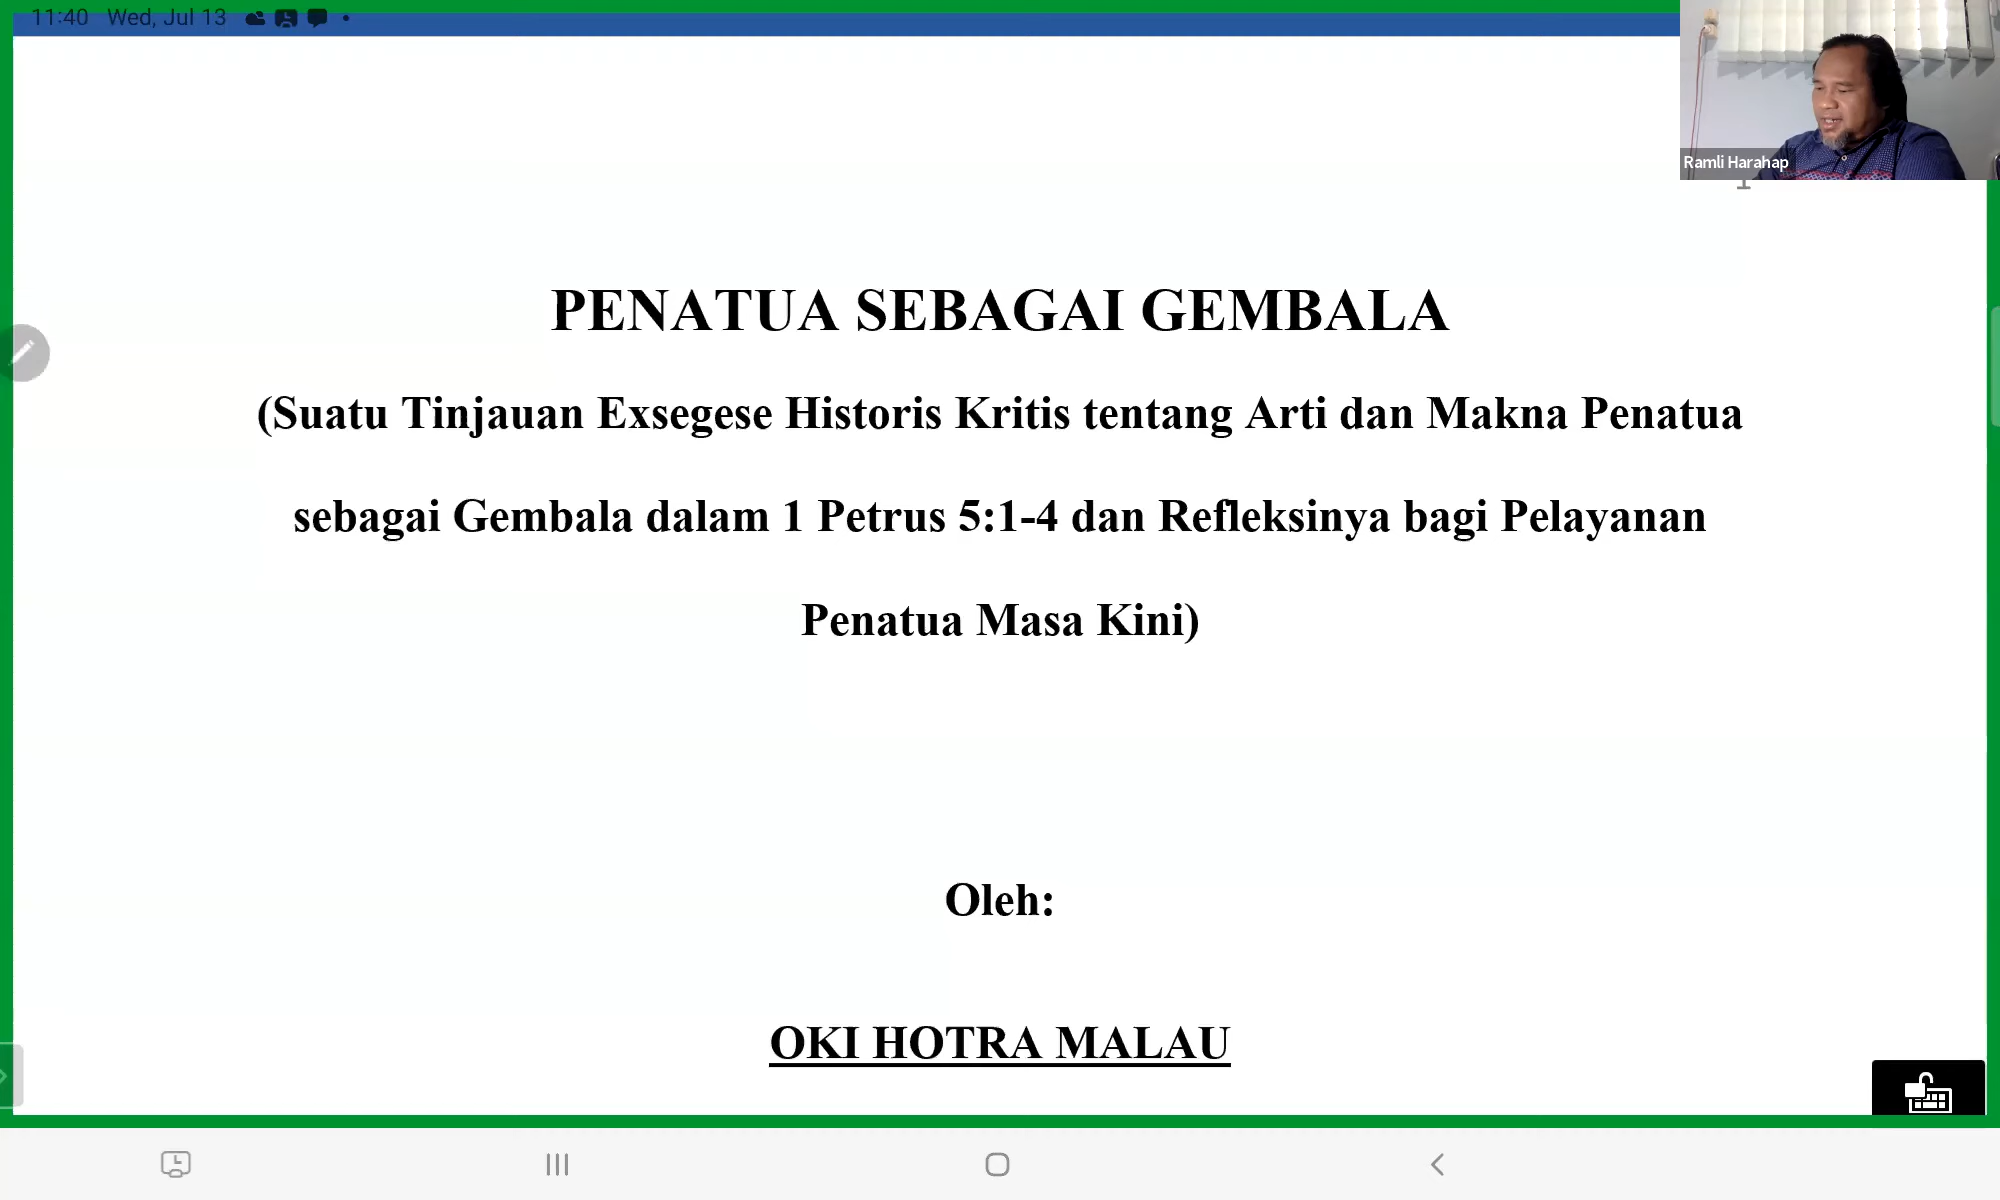 11:40 Wed, Jul 13
Ramli Harahap
1
PENATUA SEBAGAI GEMBALA
(Suatu Tinjauan Exsegese Historis Kritis tentang Arti dan Makna Penatua
sebagai Gembala dalam 1 Petrus 5:1-4 dan Refleksinya bagi Pelayanan
Penatua Masa Kini)
Oleh:
OKI HOTRA MALAU